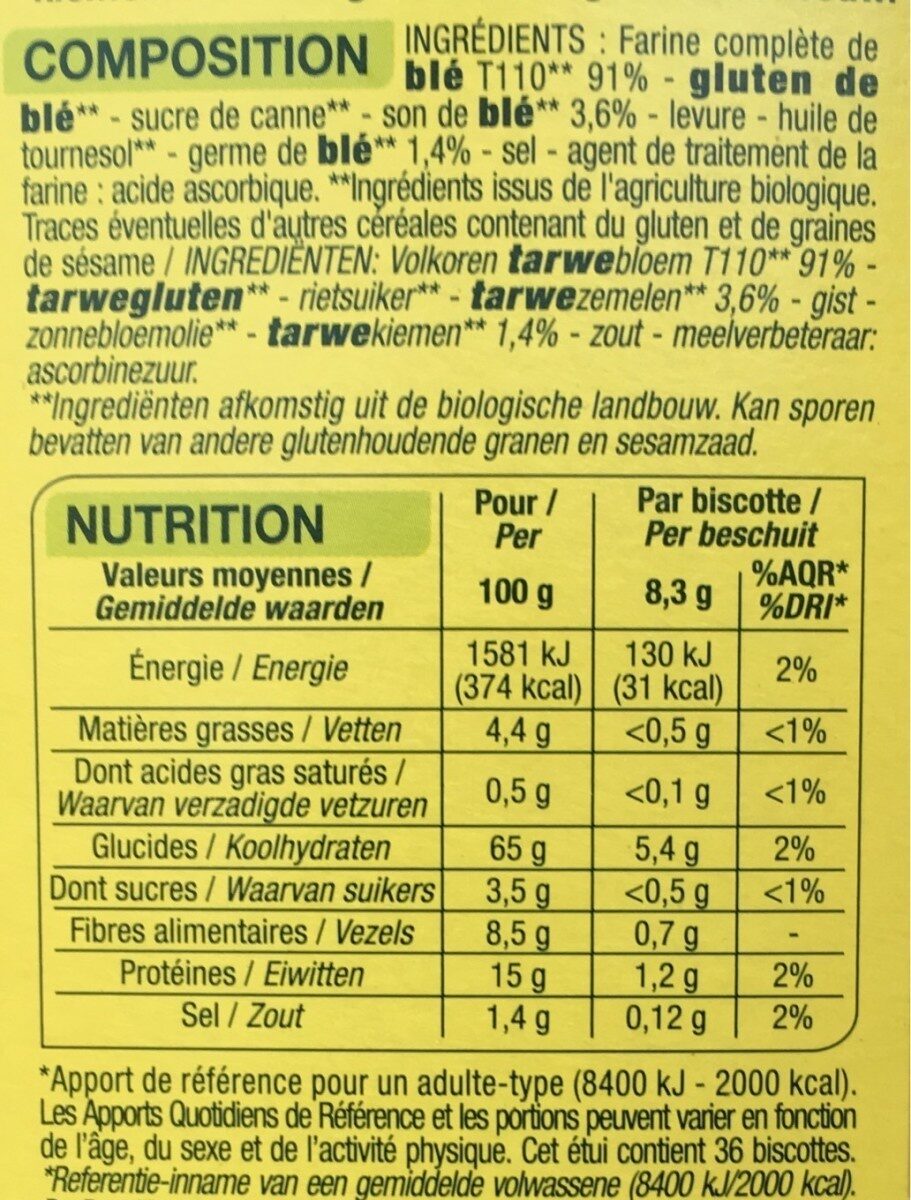 COMPOSITION INGRÉDIENTS : Farine complète de
blé T110** 91% - gluten de
blé** - sucre de canne** - son de blé** 3,6% - levure - huile de
tournesol** - germe de blé** 1,4% - sel - agent de traitement de la
farine : acide ascorbique. **Ingrédients issus de l'agriculture biologique.
Traces éventuelles d'autres céréales contenant du gluten et de graines
de sésame / INGREDIËNTEN: Volkoren tarwebloem T110** 91% -
tarwegluten** - rietsuiker** - tarwezemelen** 3,6% - gist -
zonnebloemolie** - tarwekiemen** 1,4% - zout - meelverbeteraar:
ascorbinezuur.
**Ingrediënten afkomstig uit de biologische landbouw. Kan sporen
bevatten van andere glutenhoudende granen en sesamzaad.
NUTRITION
Valeurs moyennes /
Gemiddelde waarden
Pour /
Per
100 g
Par biscotte /
Per beschuit
8,3 g
%AQR*
%DRI*
Énergie / Energie 1581 kJ (374 kcal) 130 kJ (31 kcal) 2%
Matières grasses / Vetten 4,4 g <0,5 g <1%
Dont acides gras saturés /
Waarvan verzadigde vetzuren 0,5 g <0,1 g <1%
Glucides / Koolhydraten 65 g 5,4 g 2%
Dont sucres / Waarvan suikers 3,5 g <0,5 g <1%
Fibres alimentaires / Vezels 8,5 g 0,7 g -
Protéines / Eiwitten 15 g 1,2 g 2%
Sel / Zout 1,4 g 0,12 g 2%
*Apport de référence pour un adulte-type (8400 kJ - 2000 kcal).
Les Apports Quotidiens de Référence et les portions peuvent varier en fonction
de l'âge, du sexe et de l'activité physique. Cet étui contient 36 biscottes.
*Referentie-inname van een gemiddelde volwassene (8400 kJ/2000 kcal).